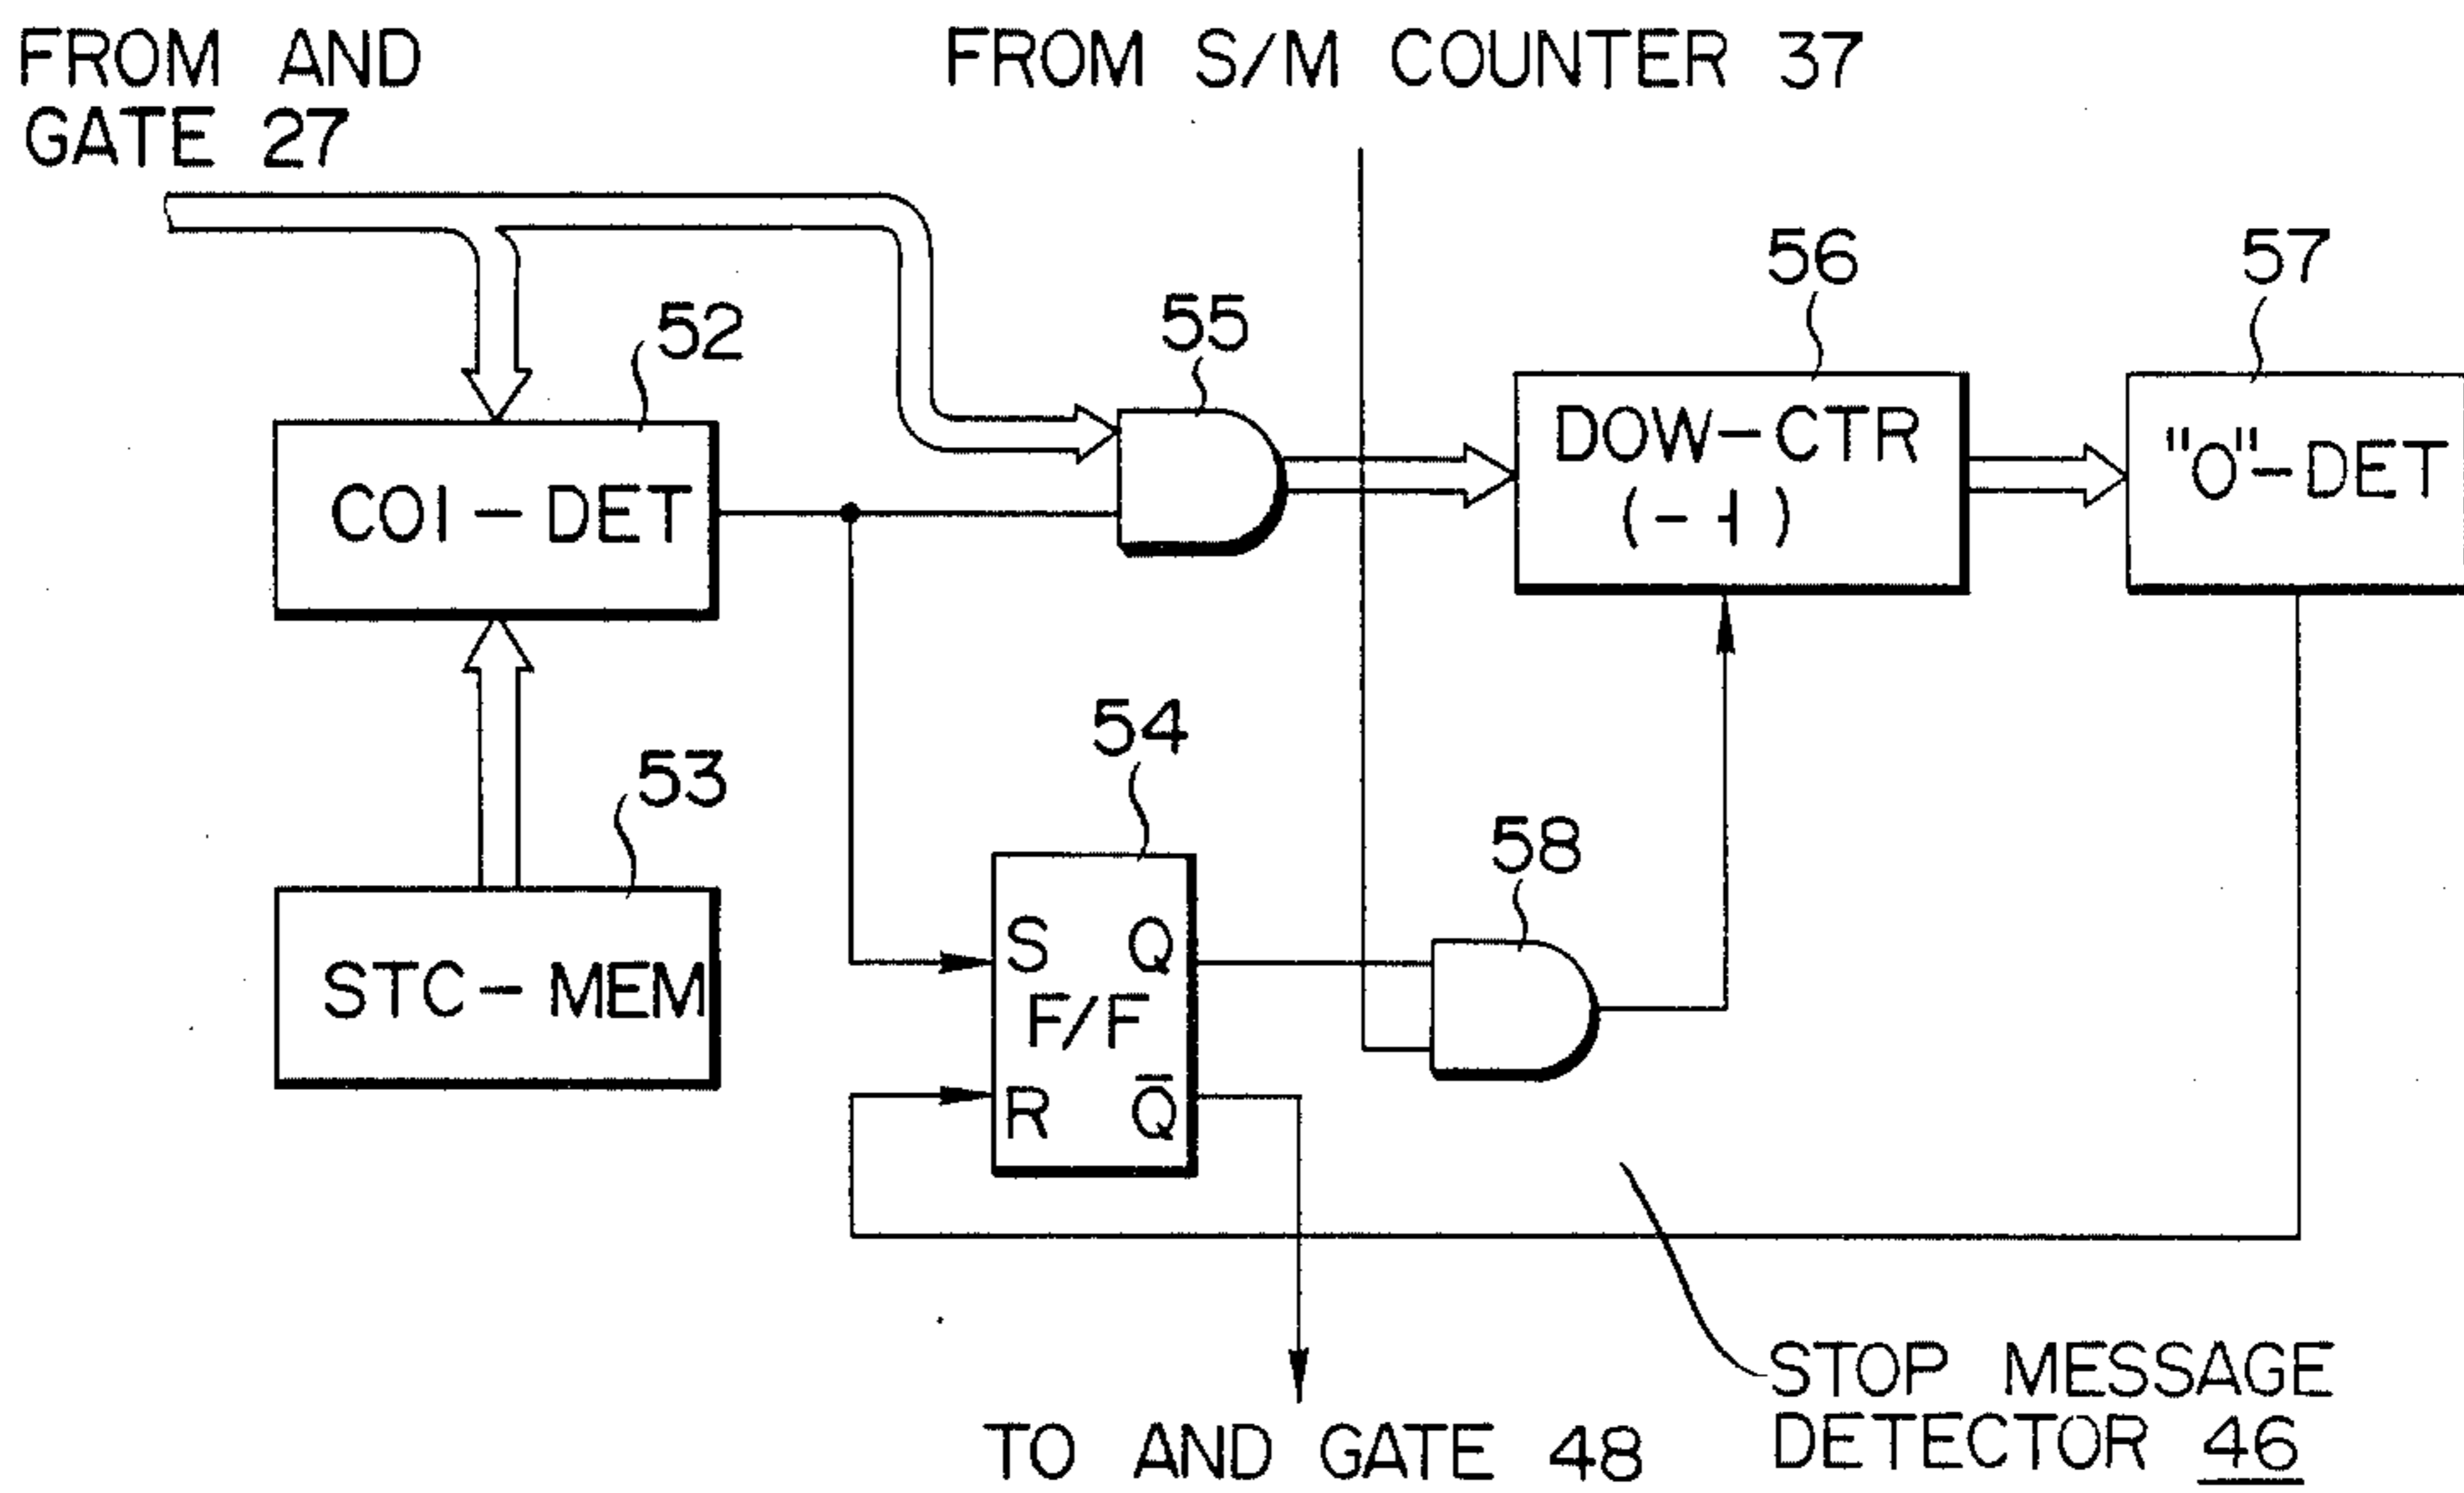 FROM AND
GATE 27
FROM S/M COUNTER 37
52
COI-DET
53
STC-MEM
55
56
DOW-CTR
(-1)
57
"0"-DET
54
S Q
F/F
R Q̅
58
STOP MESSAGE
DETECTOR 46
TO AND GATE 48